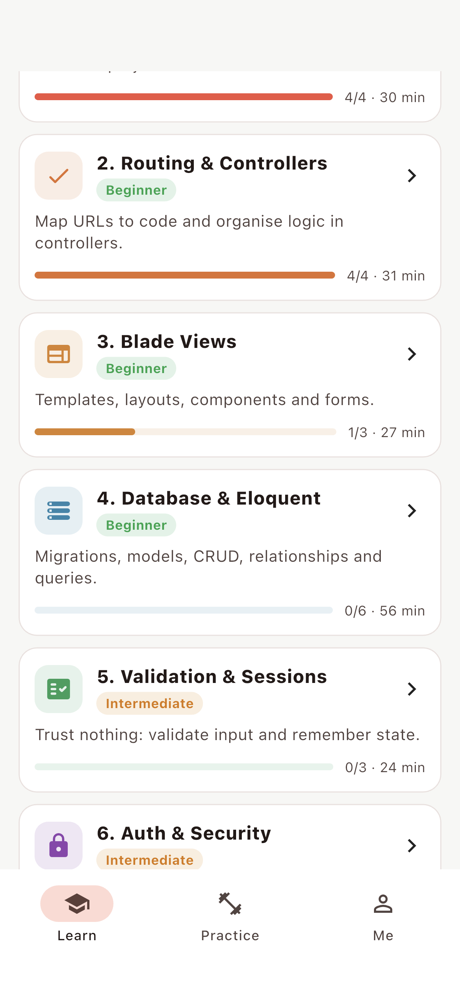 4/4 · 30 min
2. Routing & Controllers
Beginner
Map URLs to code and organise logic in
controllers.
4/4 · 31 min
3. Blade Views
Beginner
Templates, layouts, components and forms.
1/3 · 27 min
4. Database & Eloquent
Beginner
Migrations, models, CRUD, relationships and
queries.
0/6 · 56 min
5. Validation & Sessions
Intermediate
Trust nothing: validate input and remember state.
0/3 · 24 min
6. Auth & Security
Intermediate
Learn
Practice
Me